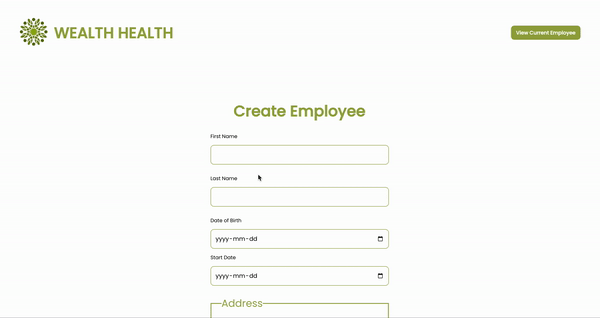 WEALTH HEALTH
View Current Employee
Create Employee
First Name
Last Name
Date of Birth
yyyy-mm-dd
Start Date
yyyy-mm-dd
Address